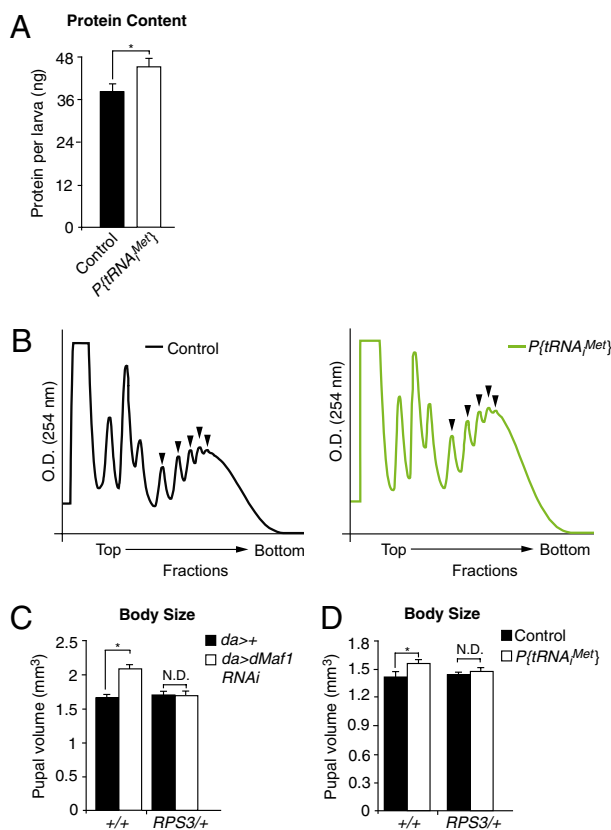 A
Protein Content
*
48
36
24
12
0
Protein per larva (ng)
Control
P{tRNAiMet}
B
Control
O.D. (254 nm)
Top
Bottom
Fractions
P{tRNAiMet}
O.D. (254 nm)
Top
Bottom
Fractions
C
Body Size
da>+
da>dMaf1
RNAi
*
N.D.
2.5
2
1.5
1
0.5
0
Pupal volume (mm³)
+/+
RPS3/+
D
Body Size
Control
P{tRNAiMet}
*
N.D.
1.8
1.5
1.2
0.9
0.6
0.3
0
Pupal volume (mm³)
+/+
RPS3/+